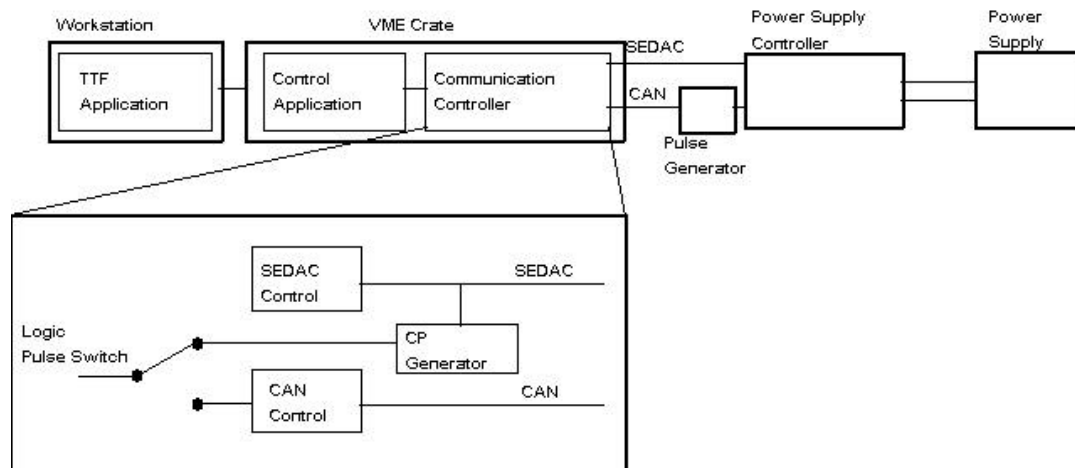 Workstation
VME Crate
Power Supply
Controller
Power
Supply
TTF
Application
Control
Application
Communication
Controller
SEDAC
CAN
Pulse
Generator
SEDAC
Control
SEDAC
Logic
Pulse Switch
CP
Generator
CAN
Control
CAN